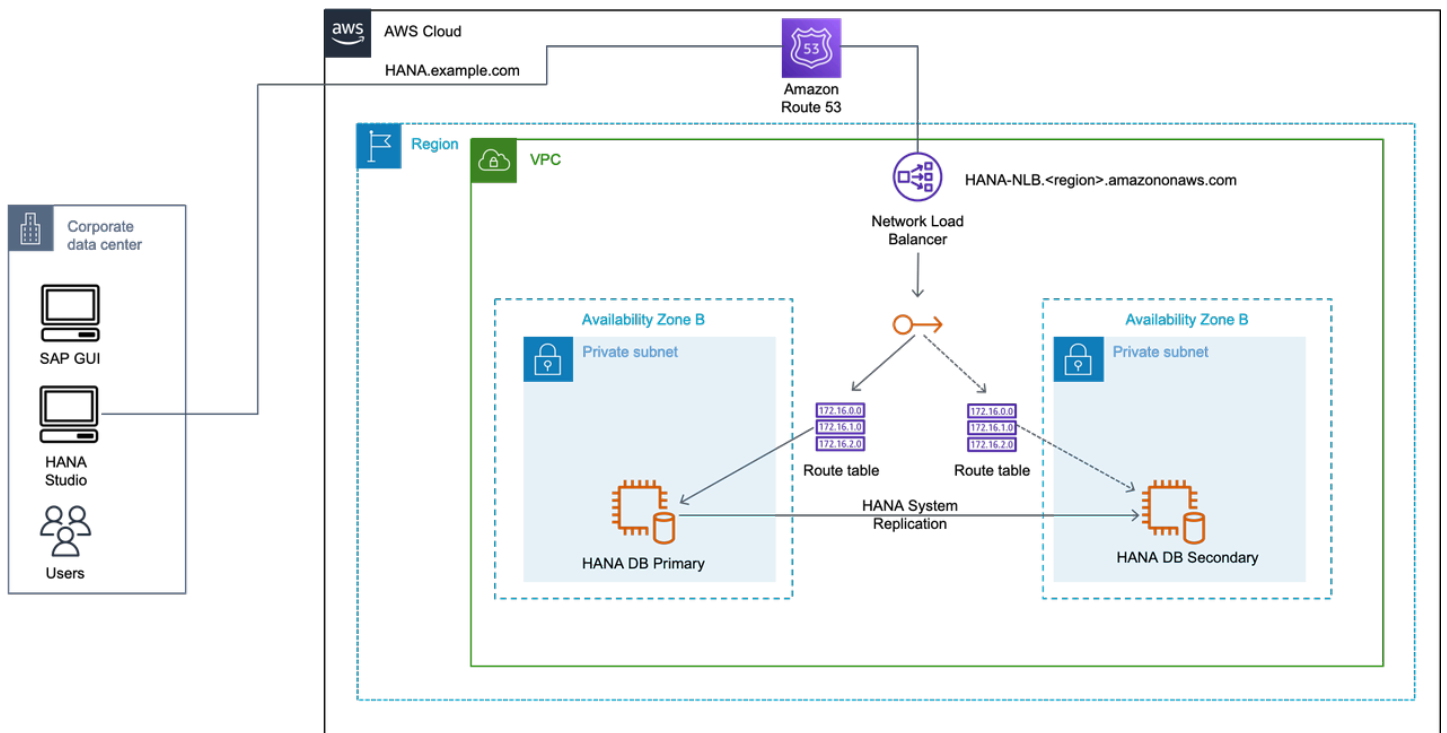 aws
AWS Cloud
HANA.example.com
53
Amazon
Route 53
Region
VPC
HANA-NLB.<region>.amazononaws.com
Network Load
Balancer
Corporate
data center
SAP GUI
HANA
Studio
Users
Availability Zone B
Private subnet
Availability Zone B
Private subnet
172.16.0.0
172.16.1.0
172.16.2.0
Route table
172.16.0.0
172.16.1.0
172.16.2.0
Route table
HANA System
Replication
HANA DB Primary
HANA DB Secondary